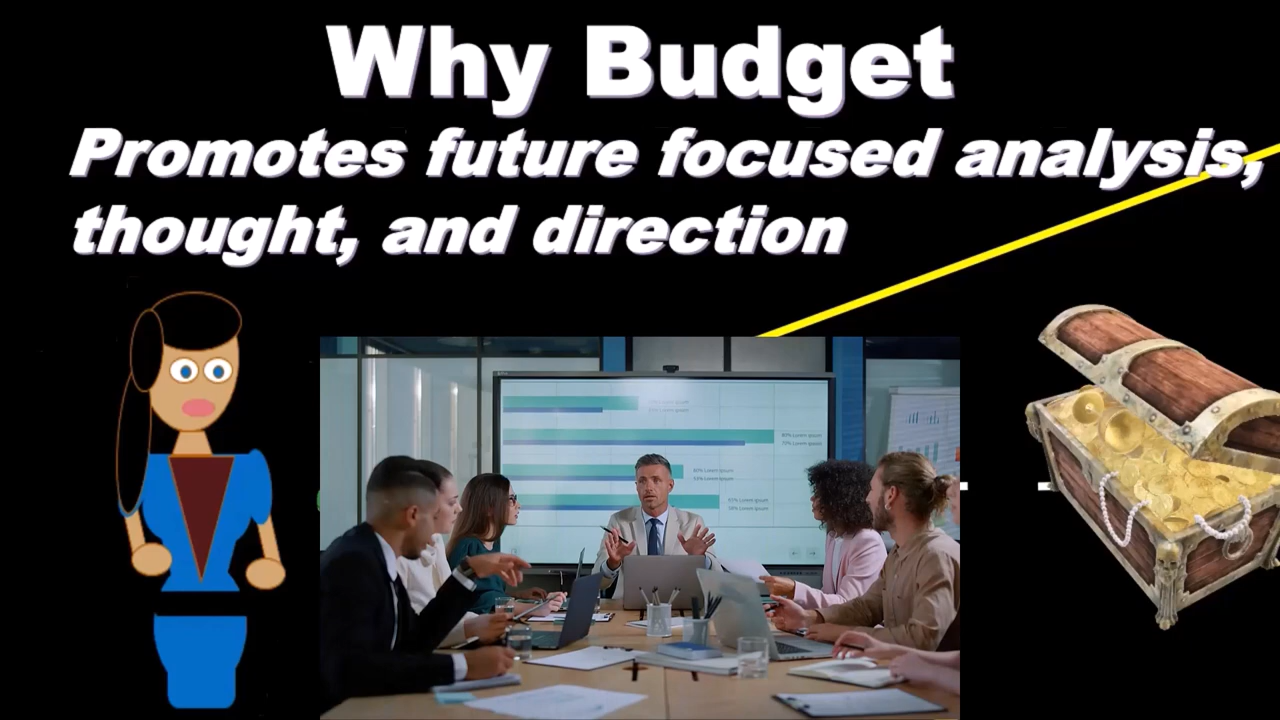 Why Budget
Promotes future focused analysis,
thought, and direction